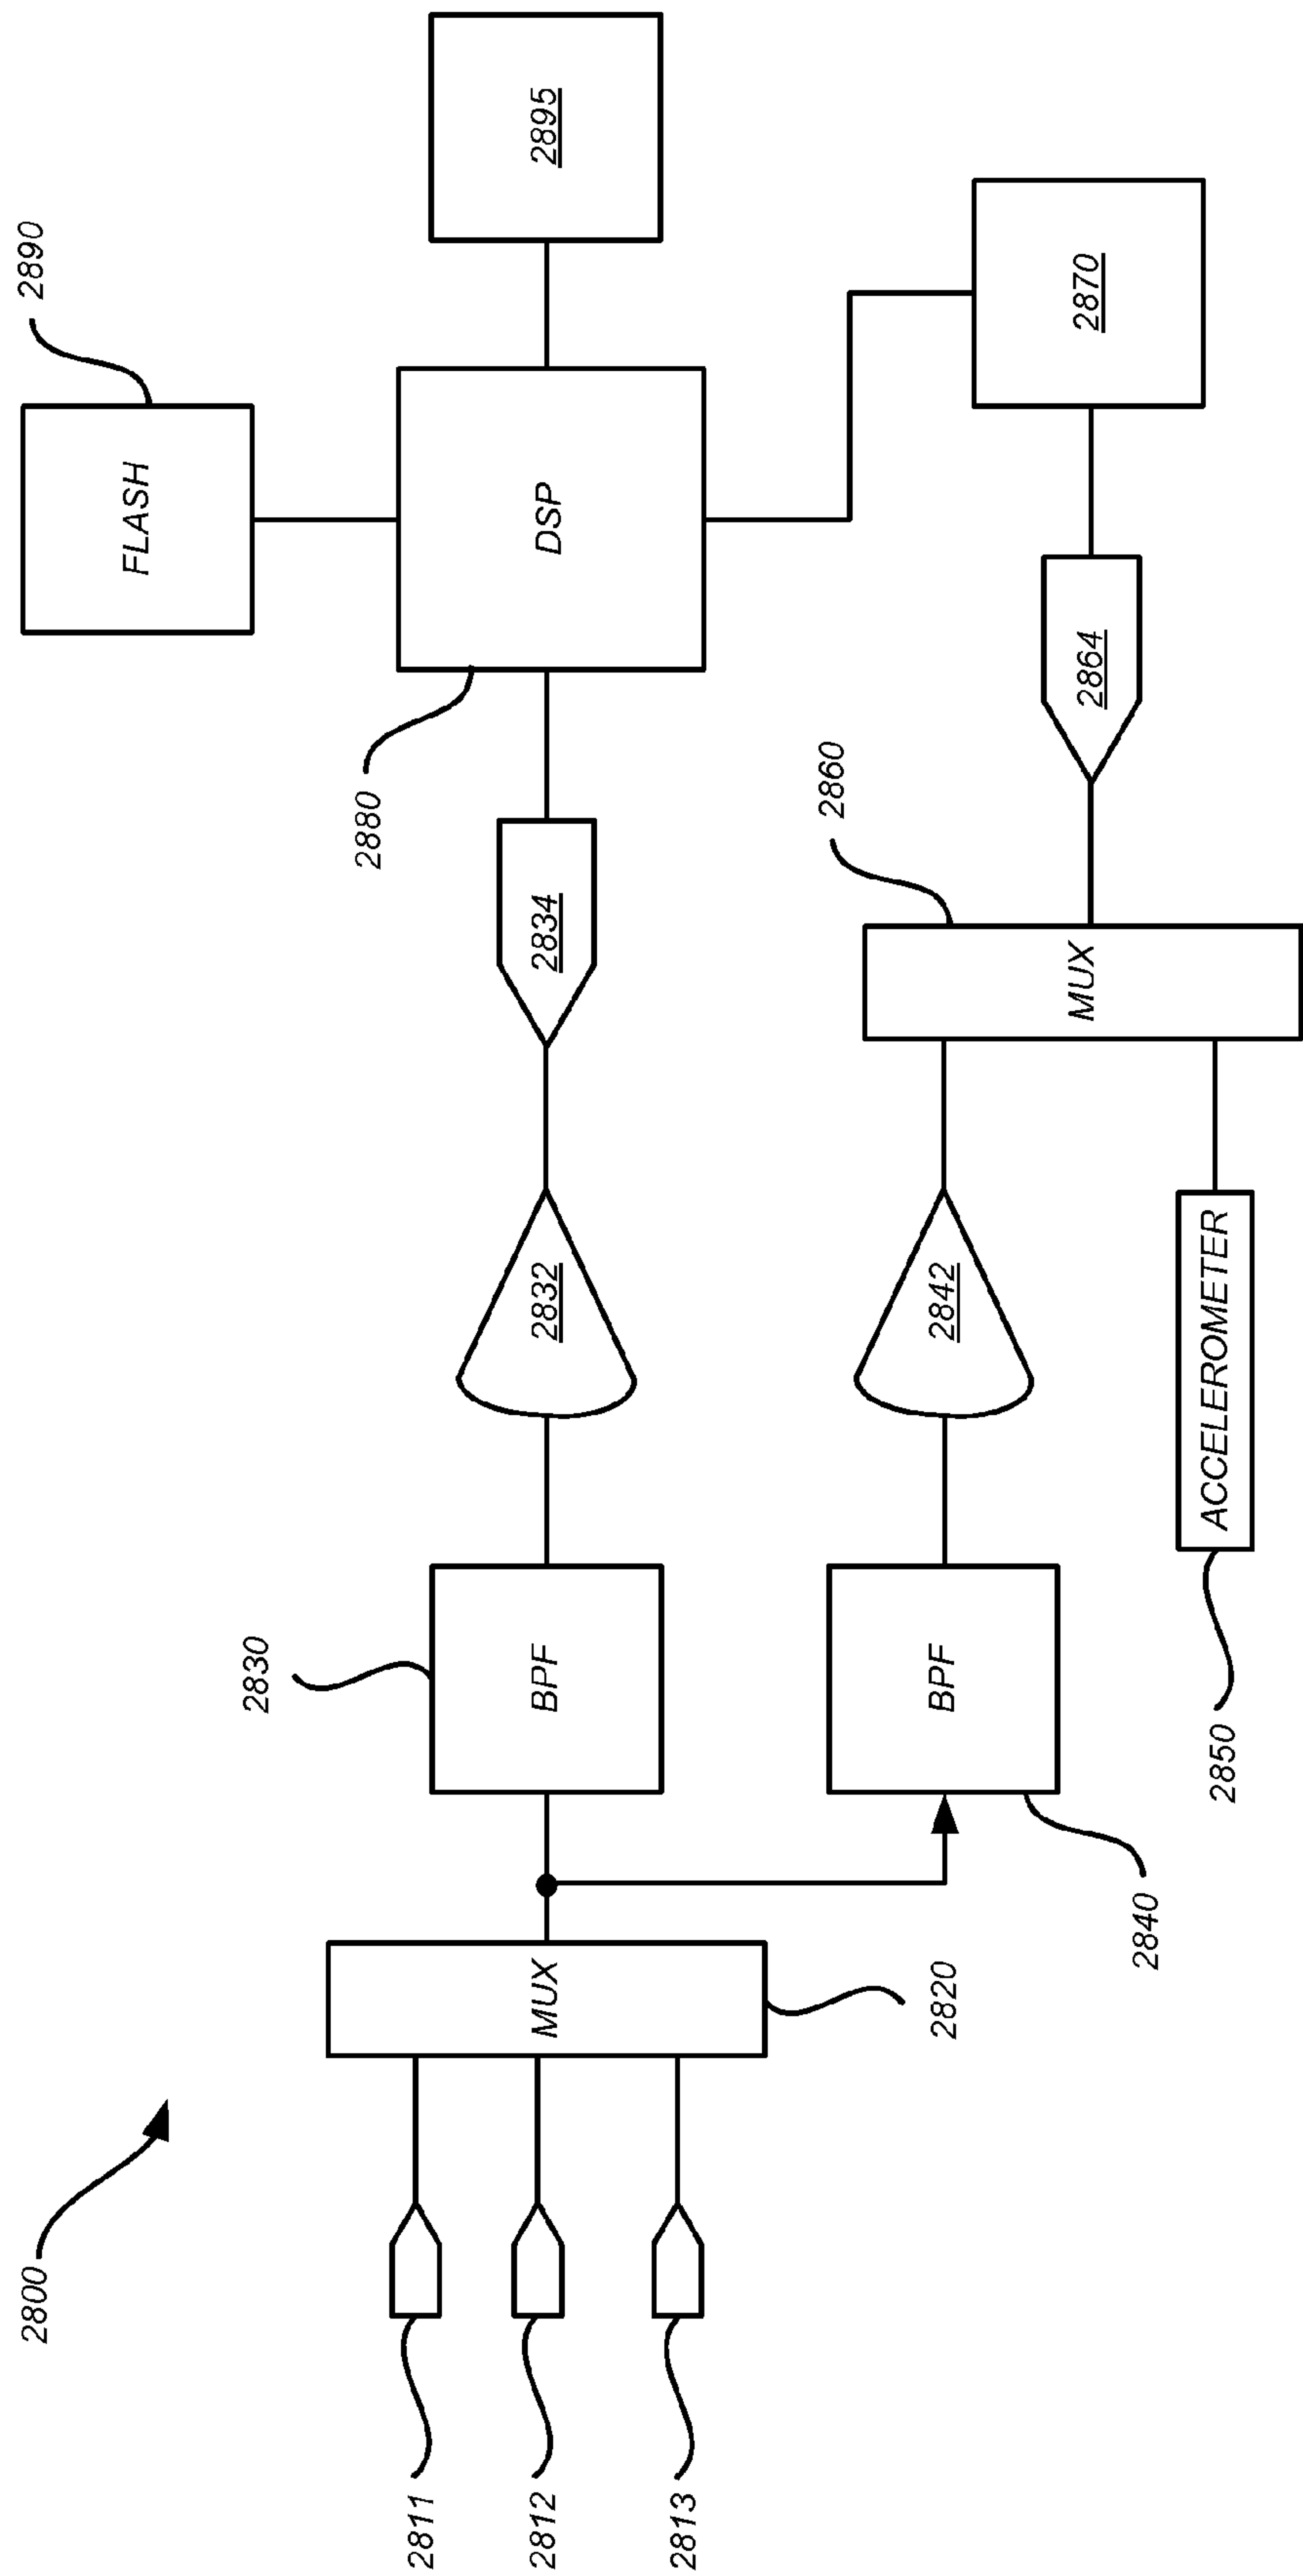 2800
2811
2812
2813
MUX
2820
2830
BPF
BPF
2840
2832
2842
ACCELEROMETER
2850
2834
MUX
2860
2864
2870
2880
DSP
FLASH
2890
2895